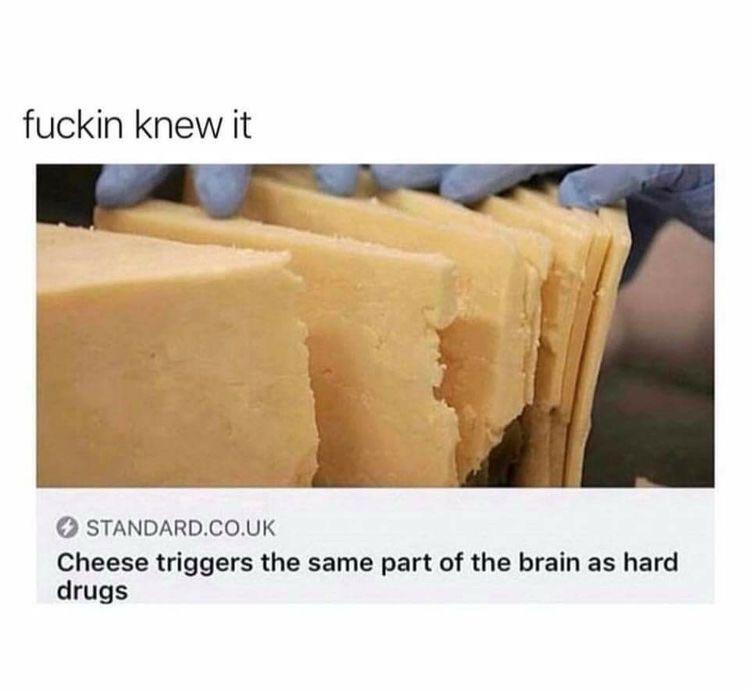 fuckin knew it
STANDARD.CO.UK
Cheese triggers the same part of the brain as hard
drugs